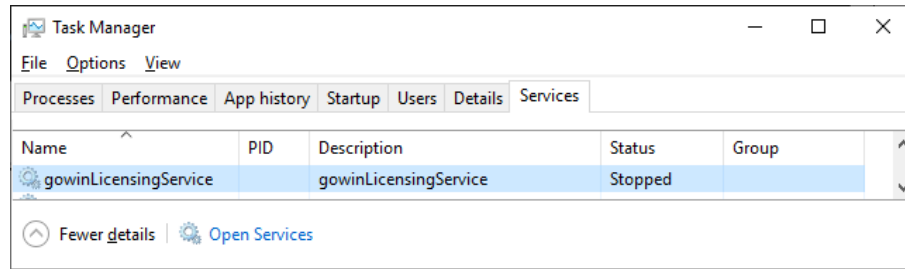 Task Manager
File Options View
Processes Performance App history Startup Users Details Services
Name PID Description Status Group
gowinLicensingService gowinLicensingService Stopped
Fewer details Open Services